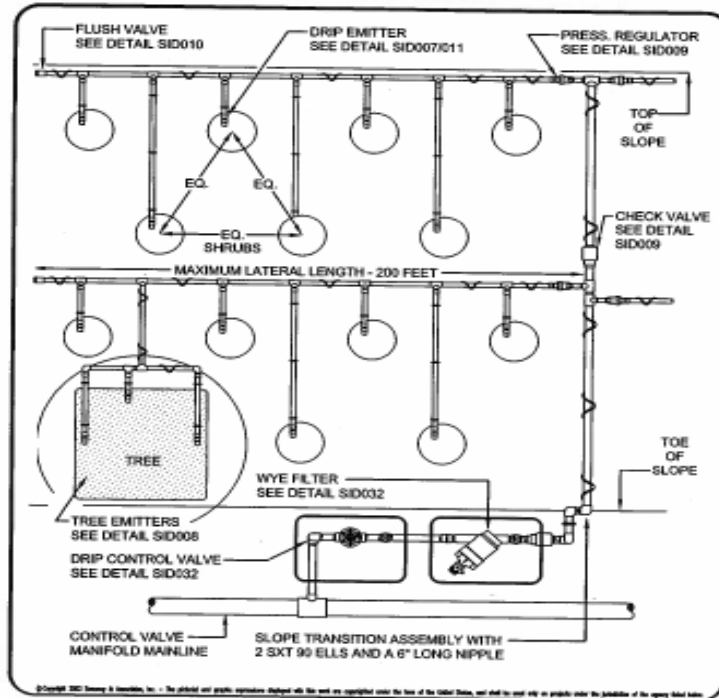 FLUSH VALVE
SEE DETAIL SID010
DRIP EMITTER
SEE DETAIL SID007/011
PRESS. REGULATOR
SEE DETAIL SID009
TOP
OF
SLOPE
EQ.
EQ.
EQ.
SHRUBS
CHECK VALVE
SEE DETAIL
SID009
MAXIMUM LATERAL LENGTH - 200 FEET
TREE
TOE
OF
SLOPE
WYE FILTER
SEE DETAIL SID032
TREE EMITTERS
SEE DETAIL SID008
DRIP CONTROL VALVE
SEE DETAIL SID032
CONTROL VALVE
MANIFOLD MAINLINE
SLOPE TRANSITION ASSEMBLY WITH
2 SXT 90 ELLS AND A 6" LONG NIPPLE